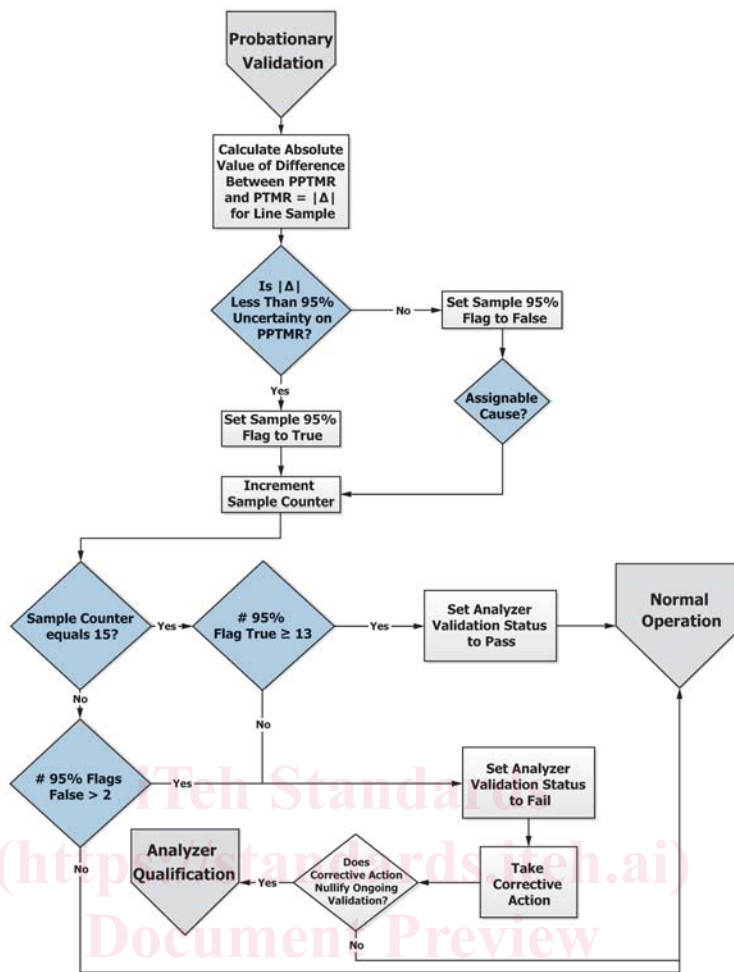 Probationary
Validation
Calculate Absolute
Value of Difference
Between PPTMR
and PTMR = |Δ|
for Line Sample
Is |Δ|
Less Than 95%
Uncertainty on
PPTMR?
No
Set Sample 95%
Flag to False
Yes
Assignable
Cause?
Set Sample 95%
Flag to True
Increment
Sample Counter
Sample Counter
equals 15?
Yes
# 95%
Flag True ≥ 13
Yes
Set Analyzer
Validation Status
to Pass
Normal
Operation
No
No
# 95% Flags
False > 2
Yes
Set Analyzer
Validation Status
to Fail
iTeh Standards
(https://standards.iteh.ai)
Document Preview
No
Analyzer
Qualification
Yes
Does
Corrective Action
Nullify Ongoing
Validation?
Take
Corrective
Action
No